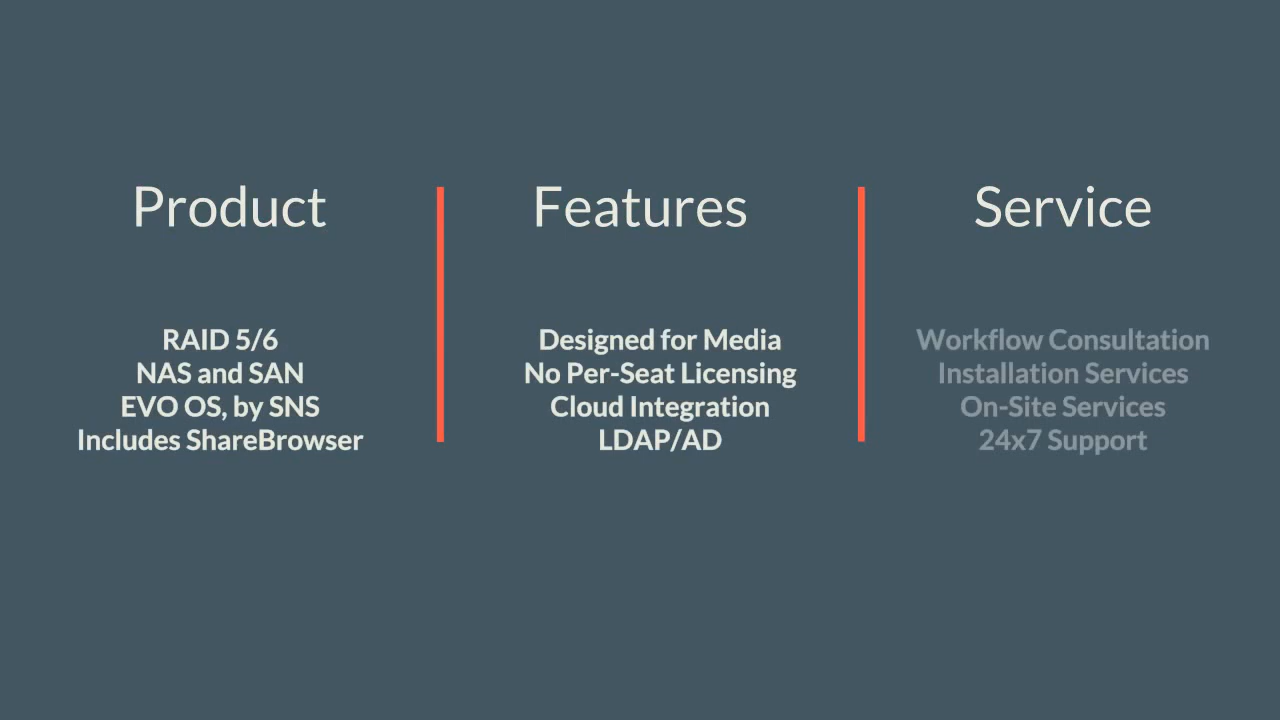 Product
RAID 5/6
NAS and SAN
EVO OS, by SNS
Includes ShareBrowser
Features
Designed for Media
No Per-Seat Licensing
Cloud Integration
LDAP/AD
Service
Workflow Consultation
Installation Services
On-Site Services
24x7 Support